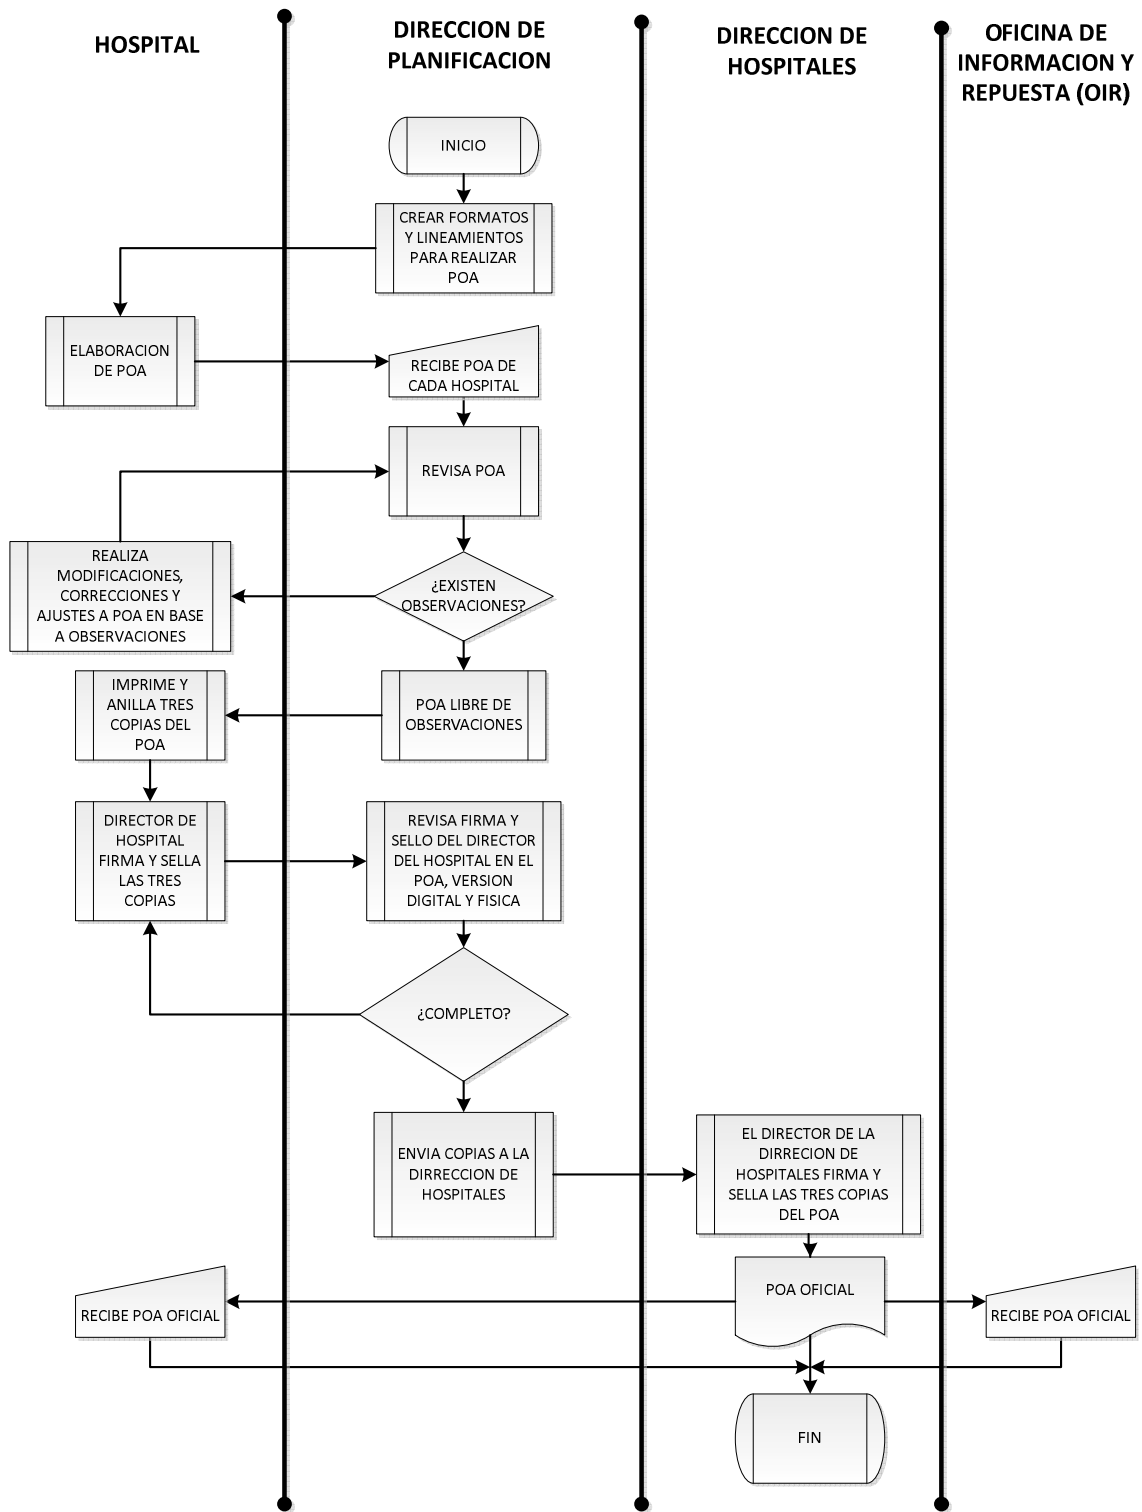 HOSPITAL
DIRECCION DE
PLANIFICACION
DIRECCION DE
HOSPITALES
OFICINA DE
INFORMACION Y
REPUESTA (OIR)
INICIO
CREAR FORMATOS
Y LINEAMIENTOS
PARA REALIZAR
POA
ELABORACION
DE POA
RECIBE POA DE
CADA HOSPITAL
REVISA POA
¿EXISTEN
OBSERVACIONES?
REALIZA
MODIFICACIONES,
CORRECCIONES Y
AJUSTES A POA EN BASE
A OBSERVACIONES
POA LIBRE DE
OBSERVACIONES
IMPRIME Y
ANILLA TRES
COPIAS DEL
POA
DIRECTOR DE
HOSPITAL
FIRMA Y SELLA
LAS TRES
COPIAS
REVISA FIRMA Y
SELLO DEL DIRECTOR
DEL HOSPITAL EN EL
POA, VERSION
DIGITAL Y FISICA
¿COMPLETO?
ENVIA COPIAS A LA
DIRRECCION DE
HOSPITALES
EL DIRECTOR DE LA
DIRRECION DE
HOSPITALES FIRMA Y
SELLA LAS TRES COPIAS
DEL POA
POA OFICIAL
RECIBE POA OFICIAL
RECIBE POA OFICIAL
FIN